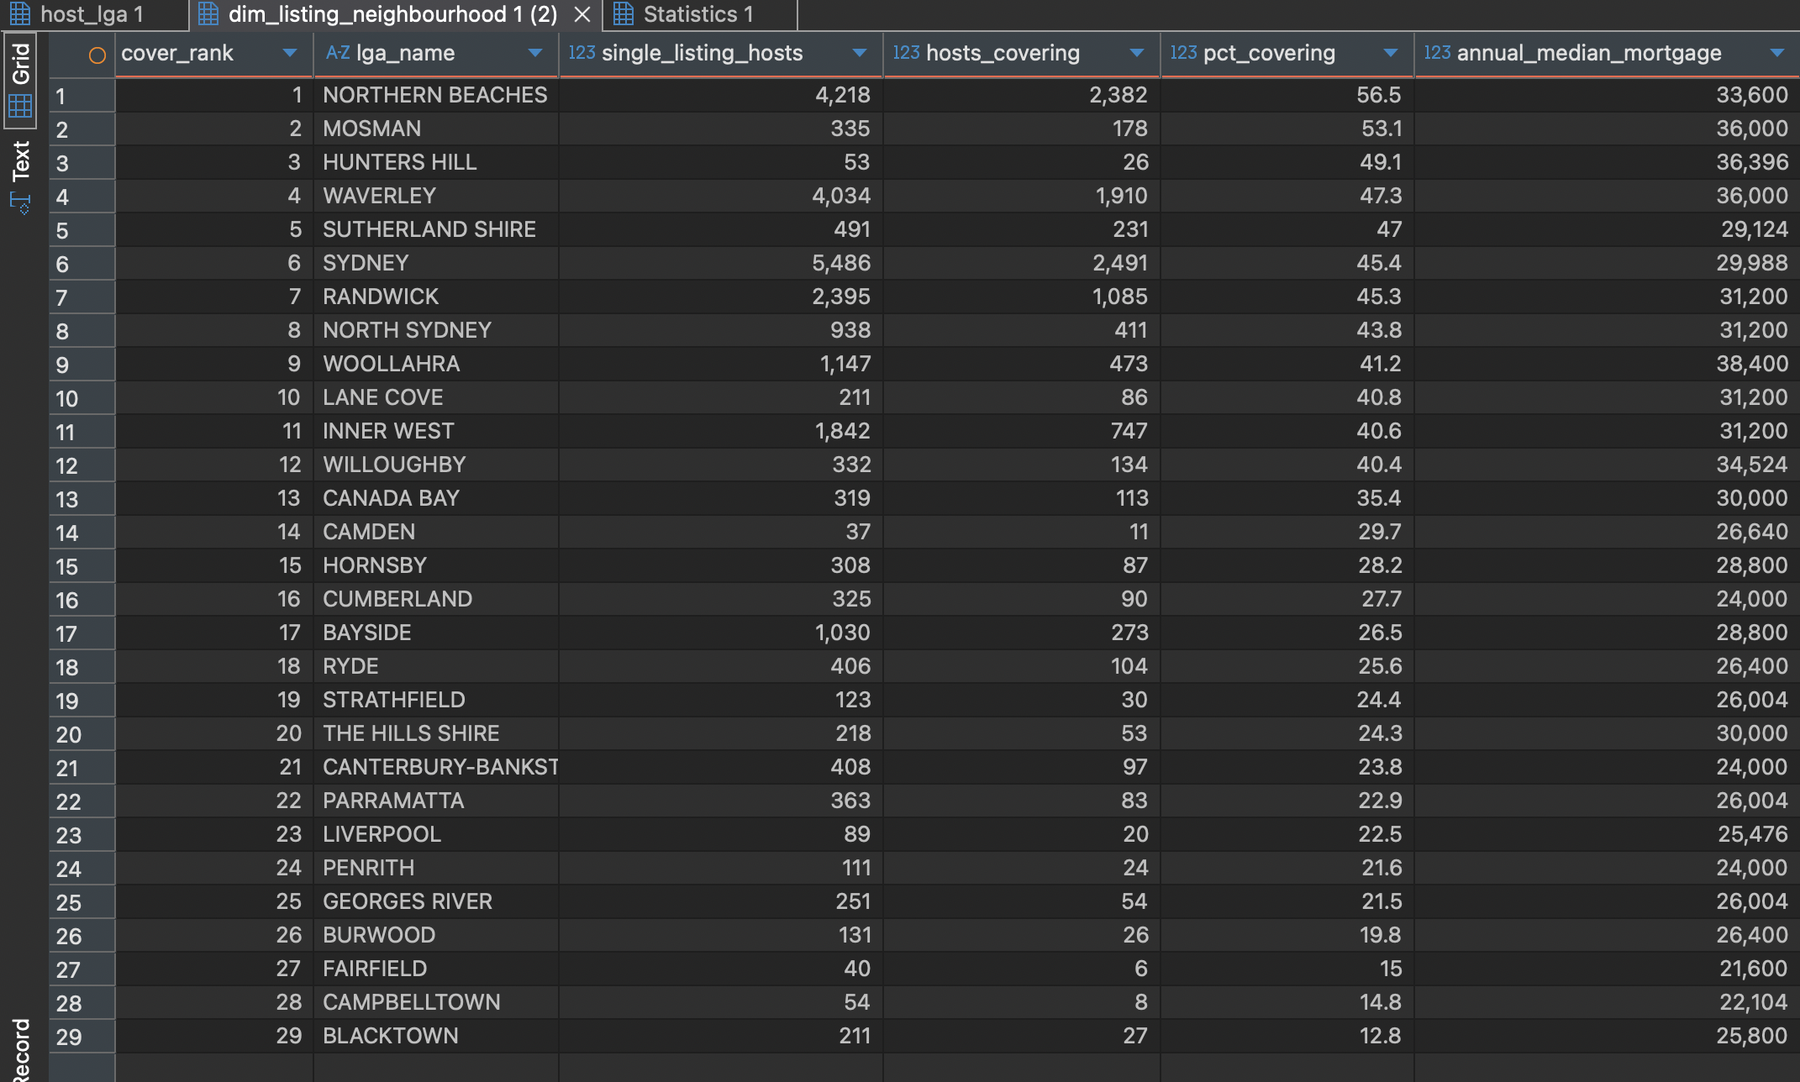 host_lga 1 dim_listing_neighbourhood 1 (2) Statistics 1
Grid
Text
Record
cover_rank A-Z lga_name 123 single_listing_hosts 123 hosts_covering 123 pct_covering 123 annual_median_mortgage
1 1 NORTHERN BEACHES 4,218 2,382 56.5 33,600
2 2 MOSMAN 335 178 53.1 36,000
3 3 HUNTERS HILL 53 26 49.1 36,396
4 4 WAVERLEY 4,034 1,910 47.3 36,000
5 5 SUTHERLAND SHIRE 491 231 47 29,124
6 6 SYDNEY 5,486 2,491 45.4 29,988
7 7 RANDWICK 2,395 1,085 45.3 31,200
8 8 NORTH SYDNEY 938 411 43.8 31,200
9 9 WOOLLAHRA 1,147 473 41.2 38,400
10 10 LANE COVE 211 86 40.8 31,200
11 11 INNER WEST 1,842 747 40.6 31,200
12 12 WILLOUGHBY 332 134 40.4 34,524
13 13 CANADA BAY 319 113 35.4 30,000
14 14 CAMDEN 37 11 29.7 26,640
15 15 HORNSBY 308 87 28.2 28,800
16 16 CUMBERLAND 325 90 27.7 24,000
17 17 BAYSIDE 1,030 273 26.5 28,800
18 18 RYDE 406 104 25.6 26,400
19 19 STRATHFIELD 123 30 24.4 26,004
20 20 THE HILLS SHIRE 218 53 24.3 30,000
21 21 CANTERBURY-BANKST 408 97 23.8 24,000
22 22 PARRAMATTA 363 83 22.9 26,004
23 23 LIVERPOOL 89 20 22.5 25,476
24 24 PENRITH 111 24 21.6 24,000
25 25 GEORGES RIVER 251 54 21.5 26,004
26 26 BURWOOD 131 26 19.8 26,400
27 27 FAIRFIELD 40 6 15 21,600
28 28 CAMPBELLTOWN 54 8 14.8 22,104
29 29 BLACKTOWN 211 27 12.8 25,800